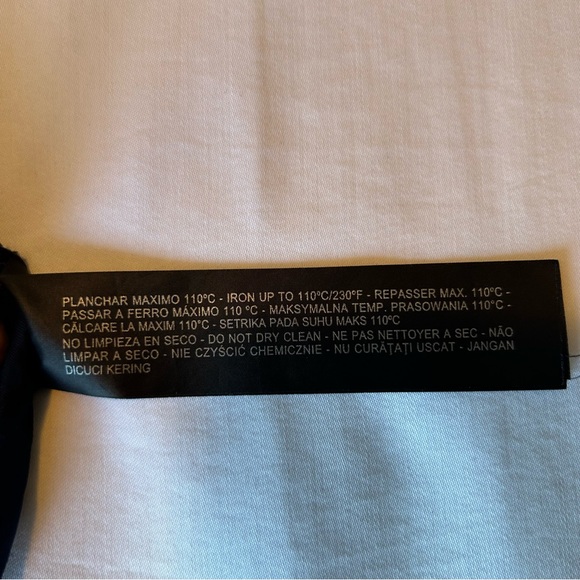 PLANCHAR MAXIMO 110ºC - IRON UP TO 110ºC/230ºF - REPASSER MAX. 110ºC -
PASSAR A FERRO MÁXIMO 110 ºC - MAKSYMALNA TEMP. PRASOWANIA 110ºC -
CĂLCARE LA MAXIM 110°C - SETRIKA PADA SUHU MAKS 110ºC
NO LIMPIEZA EN SECO - DO NOT DRY CLEAN - NE PAS NETTOYER A SEC - NÃO
LIMPAR A SECO - NIE CZYŚCIĆ CHEMICZNIE - NU CURĂŢAŢI USCAT - JANGAN
DICUCI KERING